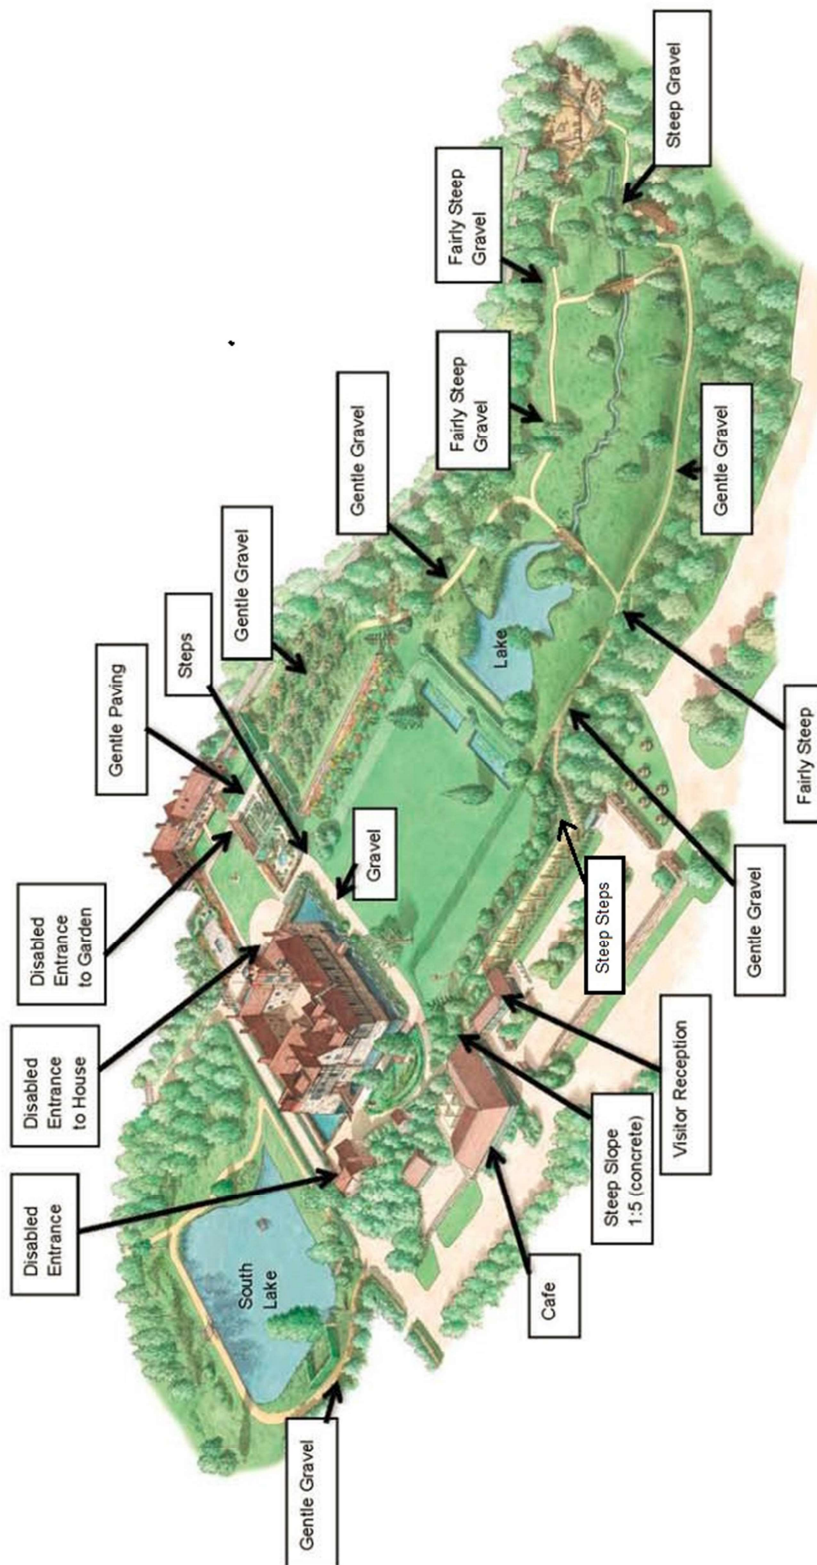 Disabled
Entrance
Disabled
Entrance
to House
Disabled
Entrance
to Garden
Gentle Paving
Steps
Gentle Gravel
Gentle Gravel
Fairly Steep
Gravel
Fairly Steep
Gravel
Steep Gravel
South
Lake
Gravel
Lake
Gentle Gravel
Cafe
Steep Slope
1:5 (concrete)
Visitor Reception
Steep Steps
Gentle Gravel
Fairly Steep
Gentle Gravel